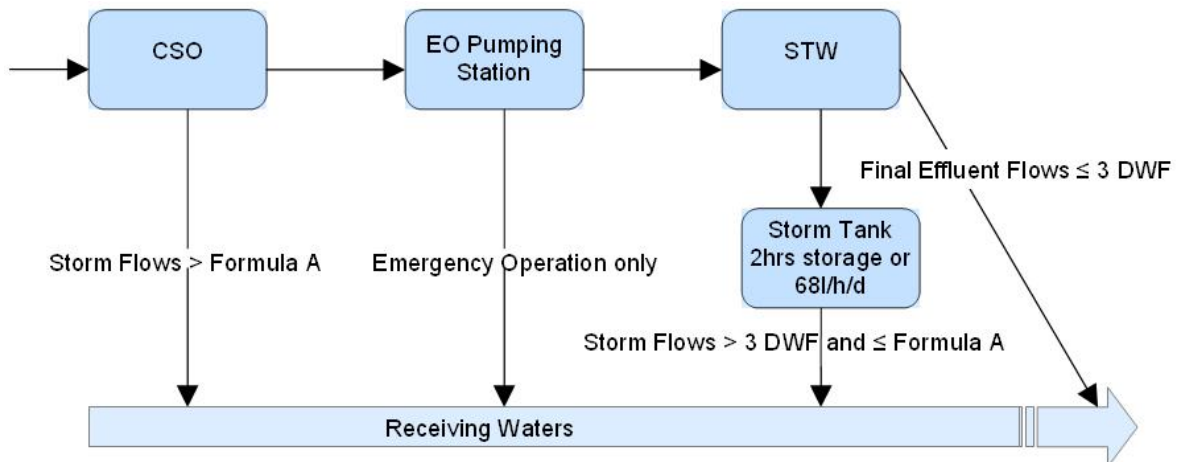 CSO
EO Pumping
Station
STW
Final Effluent Flows ≤ 3 DWF
Storm Tank
2hrs storage or
68l/h/d
Storm Flows > Formula A
Emergency Operation only
Storm Flows > 3 DWF and ≤ Formula A
Receiving Waters